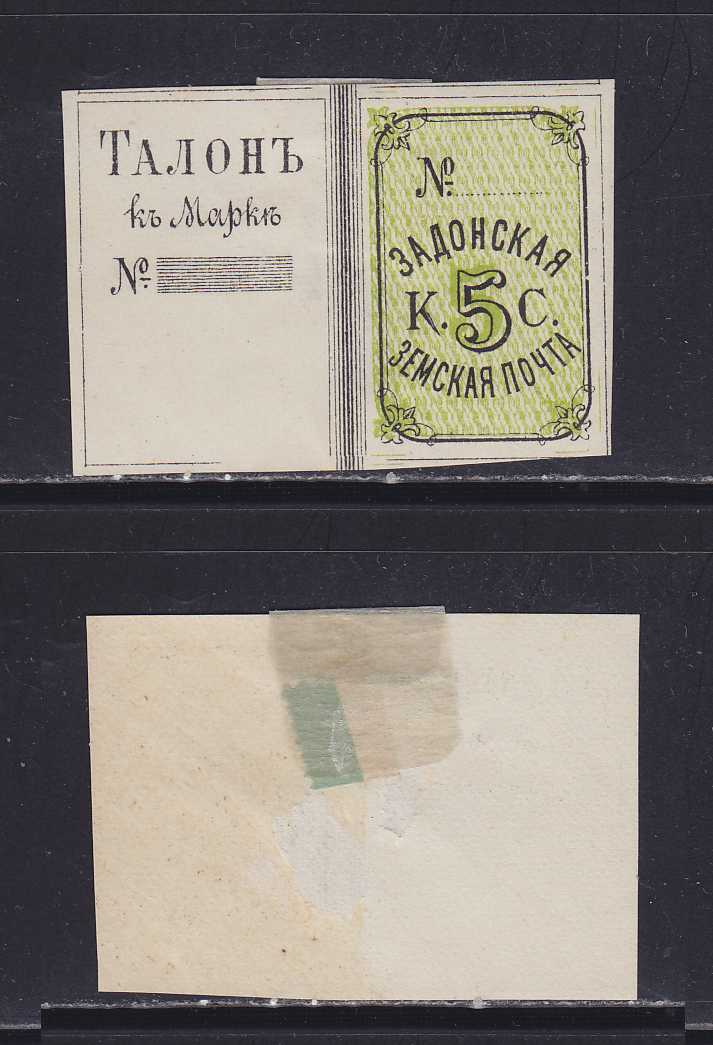 ТАЛОНЪ
къ Маркѣ
№
№
ЗАДОНСКАЯ
К. 5 С.
ЗЕМСКАЯ ПОЧТА